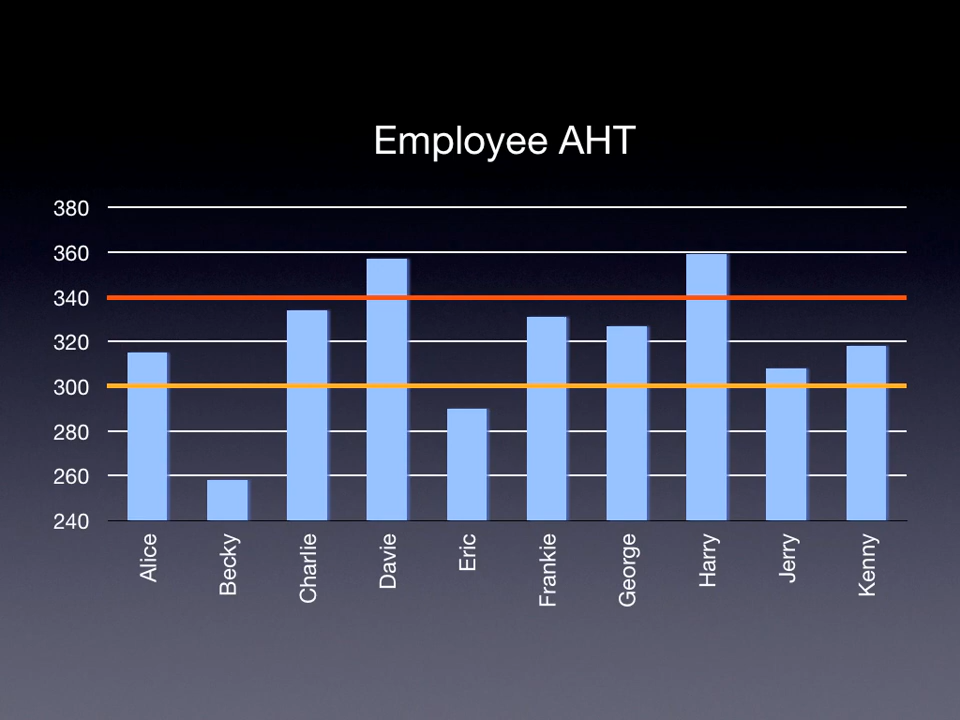 Employee AHT
380
360
340
320
300
280
260
240
Alice
Becky
Charlie
Davie
Eric
Frankie
George
Harry
Jerry
Kenny